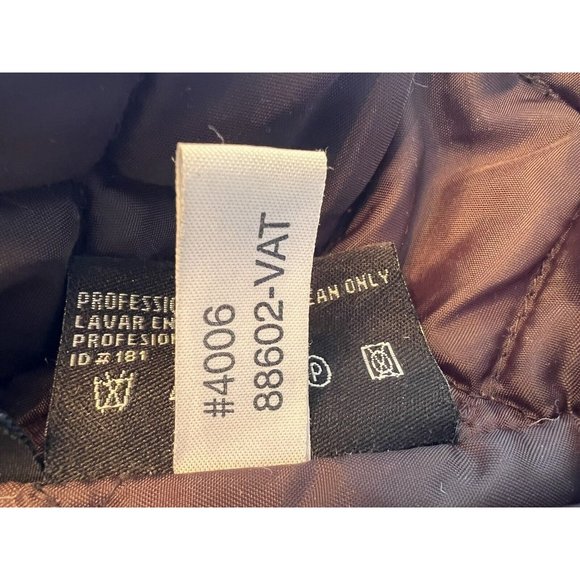 #4006
88602-VAT
PROFESSIO
EAN ONLY
LAVAR EN
PROFESION
ID # 181
P